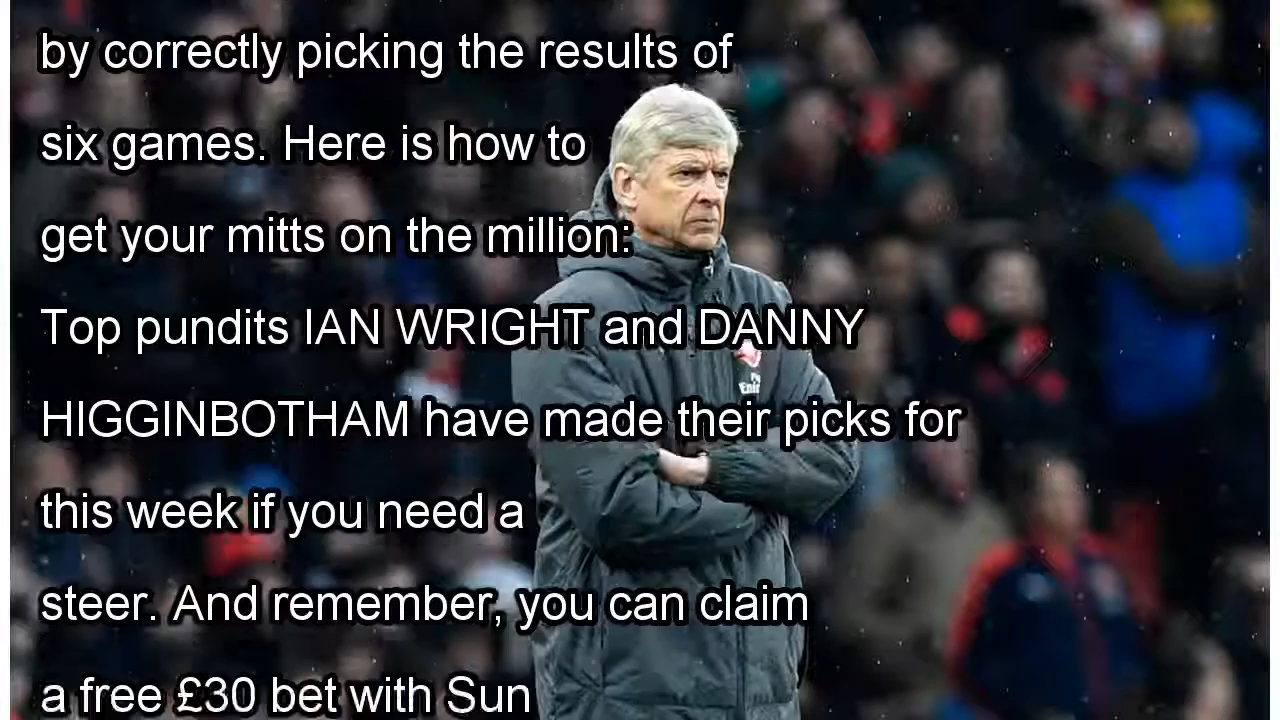 by correctly picking the results of
six games. Here is how to
get your mitts on the million:
Top pundits IAN WRIGHT and DANNY
HIGGINBOTHAM have made their picks for
this week if you need a
steer. And remember, you can claim
a free £30 bet with Sun